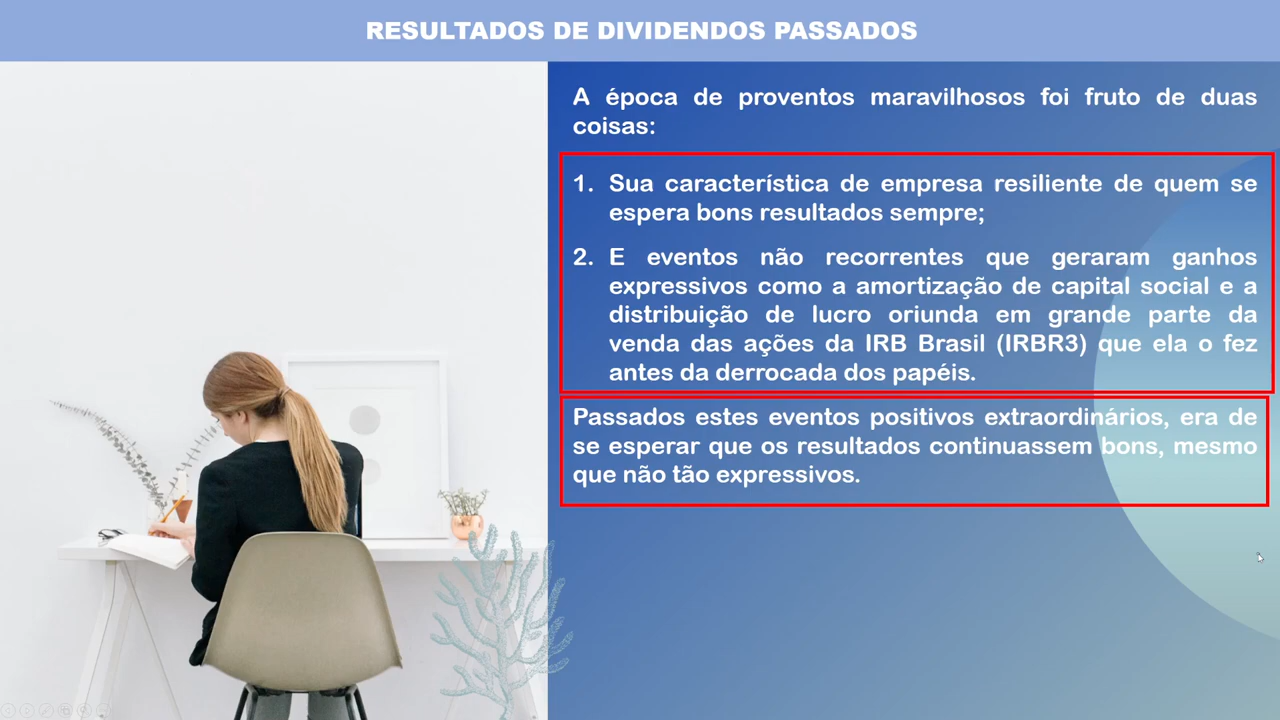 RESULTADOS DE DIVIDENDOS PASSADOS
A época de proventos maravilhosos foi fruto de duas
coisas:
1. Sua característica de empresa resiliente de quem se
espera bons resultados sempre;
2. E eventos não recorrentes que geraram ganhos
expressivos como a amortização de capital social e a
distribuição de lucro oriunda em grande parte da
venda das ações da IRB Brasil (IRBR3) que ela o fez
antes da derrocada dos papéis.
Passados estes eventos positivos extraordinários, era de
se esperar que os resultados continuassem bons, mesmo
que não tão expressivos.